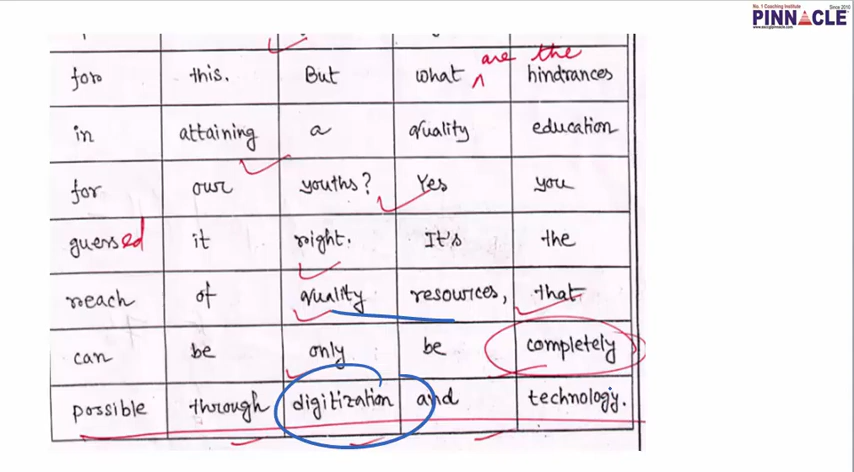 No. 1 Coaching Institute Since 2010
PINNACLE
are the
for this. But what ^ hindrances
in attaining a quality education
for our youths? Yes you
guessed it right. It's the
reach of quality resources, that
can be only be completely
possible through digitization and technology.